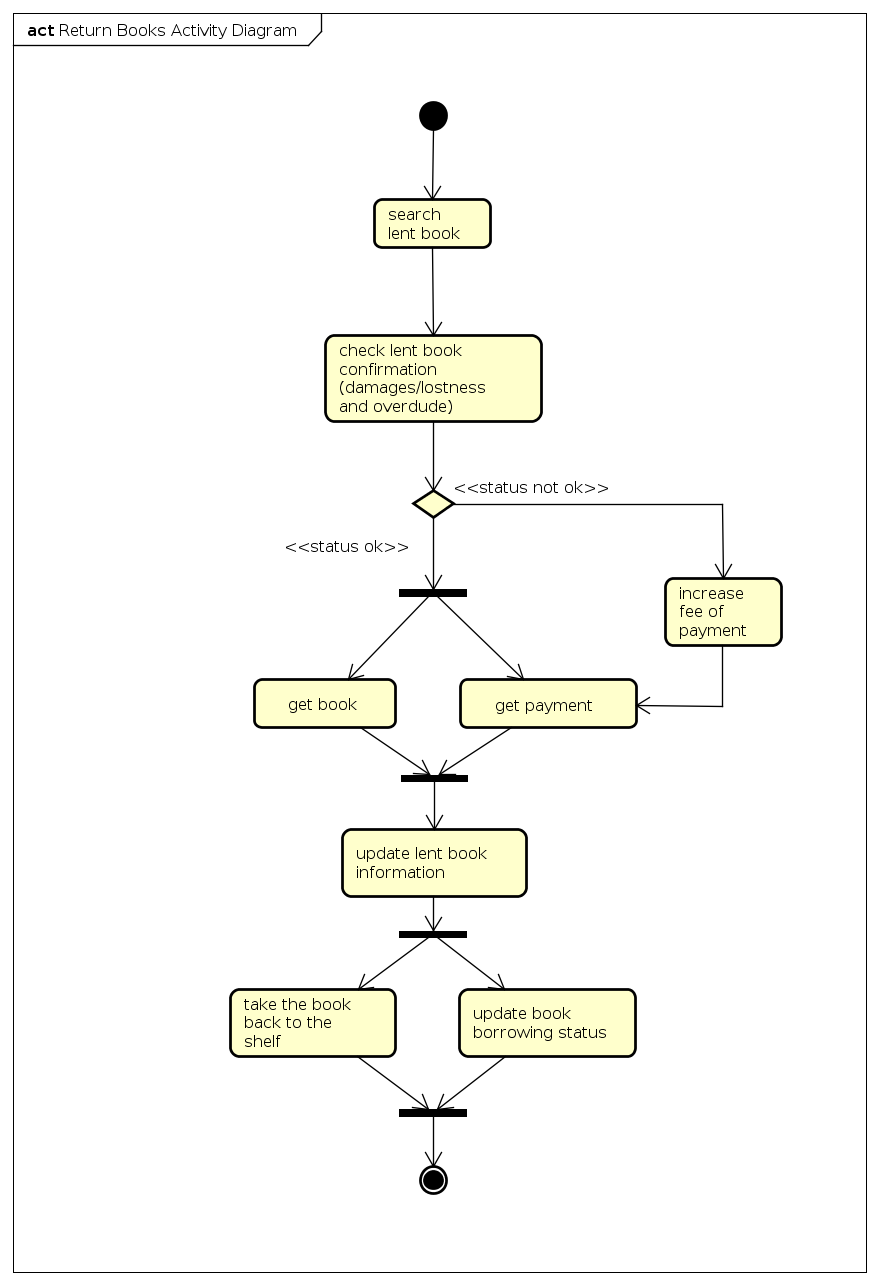 act Return Books Activity Diagram
search
lent book
check lent book
confirmation
(damages/lostness
and overdude)
<<status not ok>>
<<status ok>>
increase
fee of
payment
get book
get payment
update lent book
information
take the book
back to the
shelf
update book
borrowing status